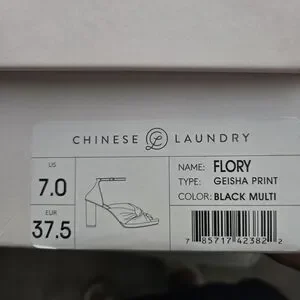 CHINESE CL LAUNDRY
US
7.0
EUR
37.5
NAME: FLORY
TYPE: GEISHA PRINT
COLOR: BLACK MULTI
7 85717 42382 2